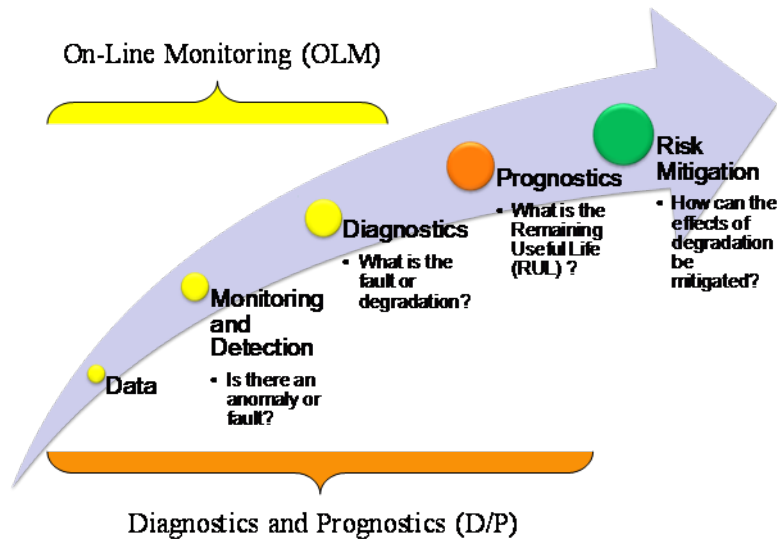 On-Line Monitoring (OLM)
Data
Monitoring
and
Detection
• Is there an
anomaly or
fault?
Diagnostics
• What is the
fault or
degradation?
Prognostics
• What is the
Remaining
Useful Life
(RUL) ?
Risk
Mitigation
• How can the
effects of
degradation
be
mitigated?
Diagnostics and Prognostics (D/P)